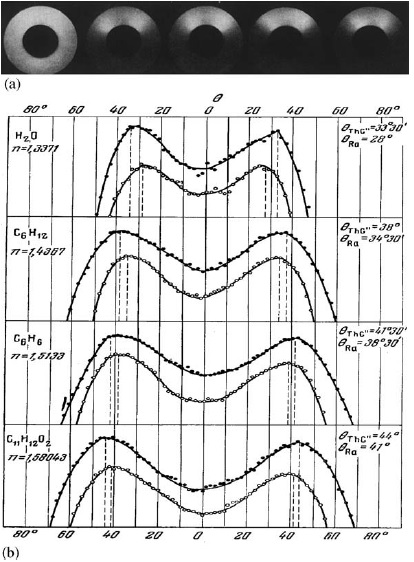 (a)
θ
80° 60 40 20 0 20 40 60 80°
H₂O
n=1,3371
θThC"=33°30'
θRa=28°
C₆H₁₂
n=1,4367
θThC"=38°
θRa=34°30'
C₆H₆
n=1,5133
θThC"=41°30'
θRa=38°30'
C₁₁H₁₂O₂
n=1,58043
θThC"=44°
θRa=41°
80° 60 40 20 0 20 40 60 80°
(b)